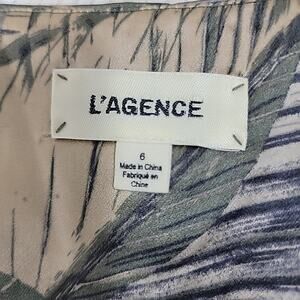 L'AGENCE
6
Made in China
Fabriqué en
Chine